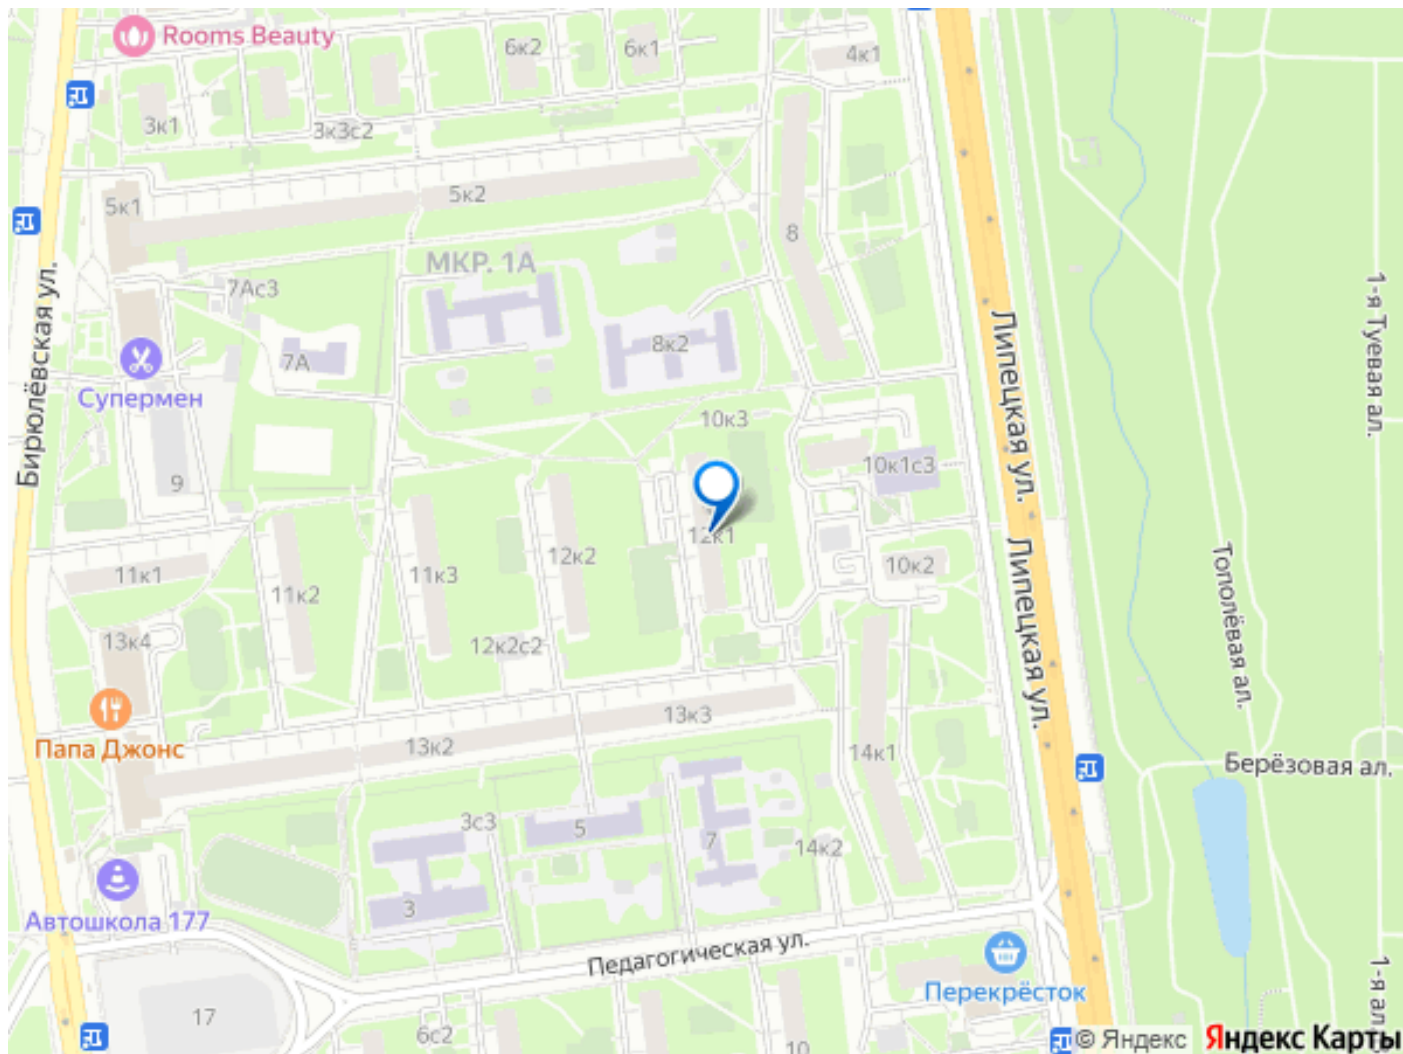 Rooms Beauty
6к2
6к1
4к1
3к1
3к3с2
5к1
5к2
8
МКР. 1А
7Ас3
7А
8к2
Супермен
Бирюлёвская ул.
Липецкая ул.
1-я Туевая ал.
10к3
9
10к1с3
12к1
12к2
11к1
11к2
11к3
10к2
Липецкая ул.
Тополёвая ал.
13к4
12к2с2
13к3
Папа Джонс
13к2
14к1
Берёзовая ал.
3с3
5
7
14к2
3
Автошкола 177
Педагогическая ул.
Перекрёсток
17
6с2
10
1-я ал.
© Яндекс
Яндекс Карты